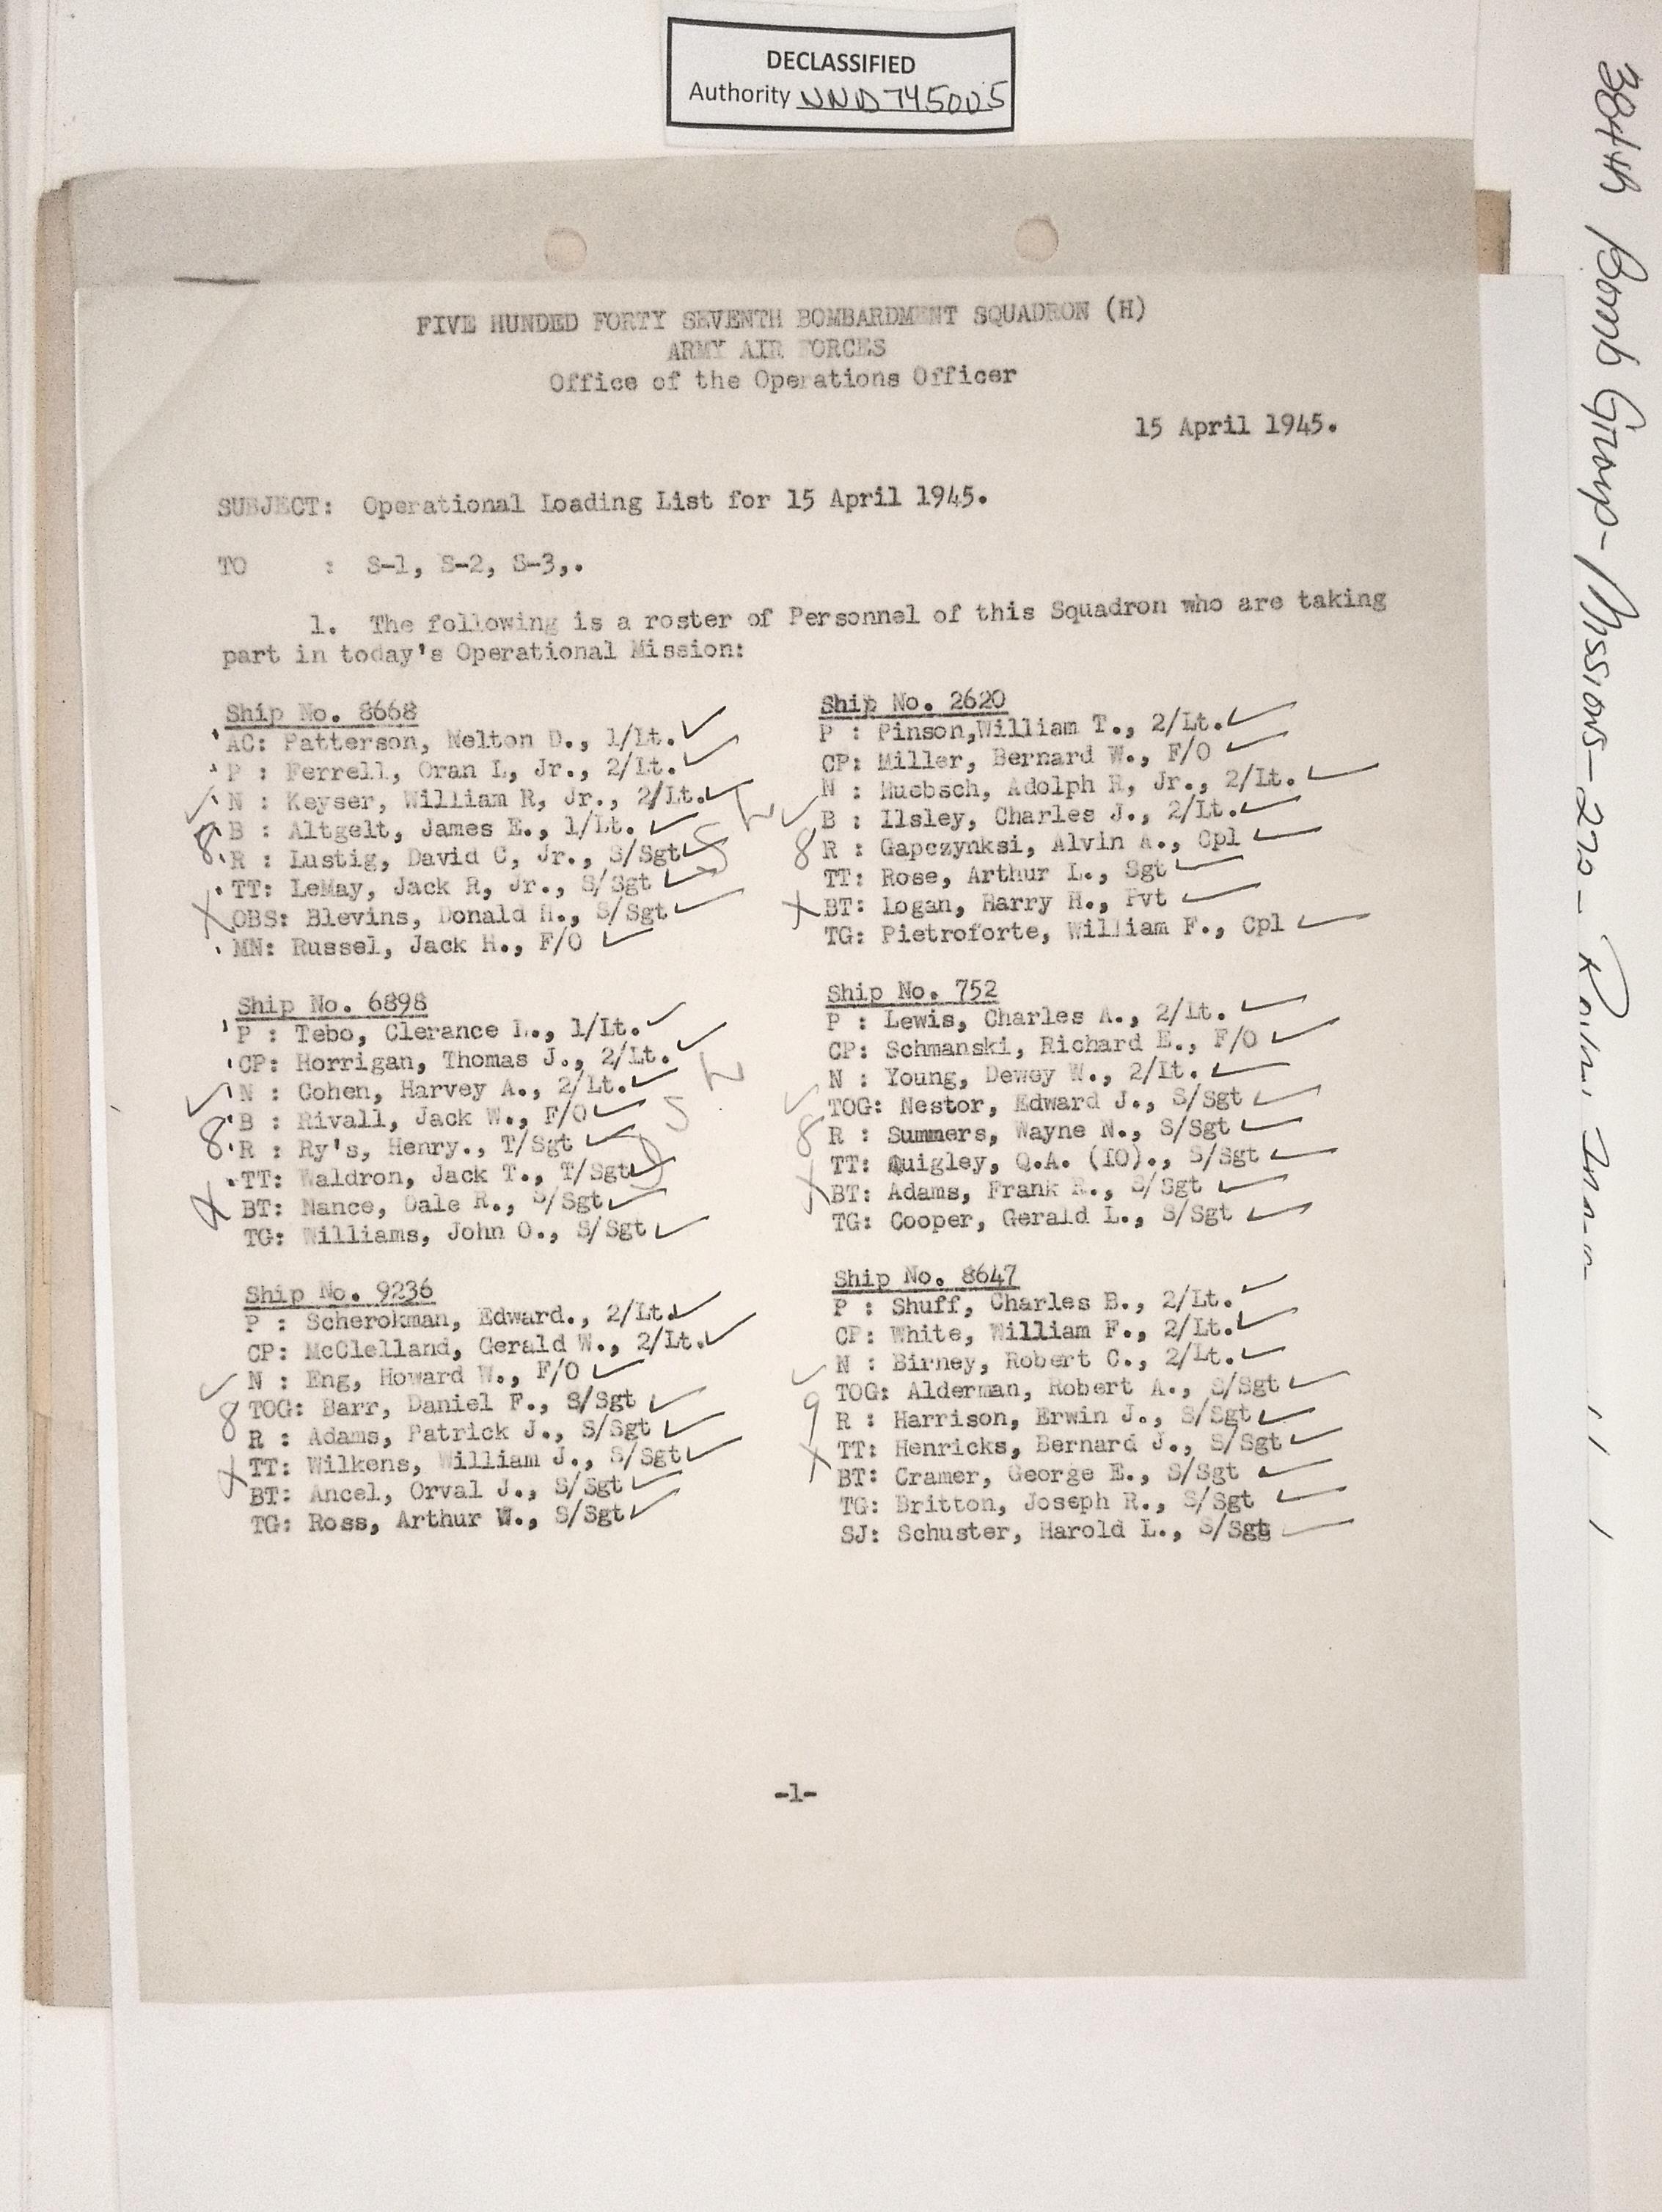 DECLASSIFIED
Authority NND 745005
384th Bomb Group - Missions - 270 -
FIVE HUNDED FORTY SEVENTH BOMBARDMENT SQUADRON (H)
ARMY AIR FORCES
Office of the Operations Officer
15 April 1945.
SUBJECT: Operational Loading List for 15 April 1945.
TO : S-1, S-2, S-3,.
1. The following is a roster of Personnel of this Squadron who are taking
part in today's Operational Mission:
Ship No. 8668
AC: Patterson, Nelton D., 1/Lt. ✓
P : Ferrell, Oran L, Jr., 2/Lt. ✓
✓ N : Keyser, William R, Jr., 2/Lt. ✓
8 B : Altgelt, James E., 1/Lt. ✓
R : Lustig, David C, Jr., S/Sgt ✓
TT: LeMay, Jack R, Jr., S/Sgt ✓
X OBS: Blevins, Donald H., S/Sgt ✓
MN: Russel, Jack H., F/O ✓
Ship No. 6898
P : Tebo, Clerance L., 1/Lt. ✓
CP: Horrigan, Thomas J., 2/Lt. ✓
✓ N : Cohen, Harvey A., 2/Lt. ✓
B : Rivall, Jack W., F/O ✓
8 R : Ry's, Henry., T/Sgt ✓
TT: Waldron, Jack T., T/Sgt ✓
X BT: Nance, Dale R., S/Sgt ✓
TG: Williams, John O., S/Sgt ✓
Ship No. 9236
P : Scherokman, Edward., 2/Lt. ✓
CP: McClelland, Gerald W., 2/Lt. ✓
✓ N : Eng, Howard W., F/O ✓
8 TOG: Barr, Daniel F., S/Sgt ✓
R : Adams, Patrick J., S/Sgt ✓
X TT: Wilkens, William J., S/Sgt ✓
BT: Ancel, Orval J., S/Sgt ✓
TG: Ross, Arthur W., S/Sgt ✓
Ship No. 2620
P : Pinson,William T., 2/Lt. ✓
CP: Miller, Bernard W., F/O ✓
N : Muebsch, Adolph R, Jr., 2/Lt. ✓
✓ B : Ilsley, Charles J., 2/Lt. ✓
8 R : Gapczynksi, Alvin A., Cpl ✓
TT: Rose, Arthur L., Sgt ✓
X BT: Logan, Harry H., Pvt ✓
TG: Pietroforte, William F., Cpl ✓
Ship No. 752
P : Lewis, Charles A., 2/Lt. ✓
CP: Schmanski, Richard E., F/O ✓
N : Young, Dewey W., 2/Lt. ✓
✓ TOG: Nestor, Edward J., S/Sgt ✓
8 R : Summers, Wayne N., S/Sgt ✓
TT: Quigley, Q.A. (IO)., S/Sgt ✓
X BT: Adams, Frank R., S/Sgt ✓
TG: Cooper, Gerald L., S/Sgt ✓
Ship No. 8647
P : Shuff, Charles B., 2/Lt. ✓
CP: White, William F., 2/Lt. ✓
✓ N : Birney, Robert C., 2/Lt. ✓
TOG: Alderman, Robert A., S/Sgt ✓
9 R : Harrison, Erwin J., S/Sgt ✓
X TT: Henricks, Bernard J., S/Sgt ✓
BT: Cramer, George E., S/Sgt ✓
TG: Britton, Joseph R., S/Sgt ✓
SJ: Schuster, Harold L., S/Sgt ✓
-1-